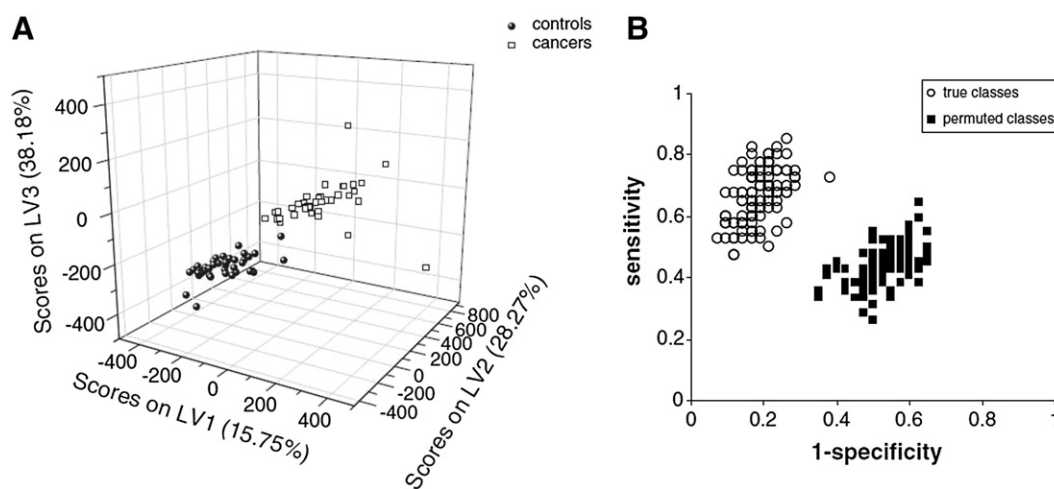 A
controls
cancers
Scores on LV3 (38.18%)
400
200
0
-200
-400
-400
-200
0
200
400
Scores on LV1 (15.75%)
800
600
400
200
0
-200
-400
Scores on LV2 (28.27%)
B
true classes
permuted classes
sensitivity
1
0.8
0.6
0.4
0.2
0
0 0.2 0.4 0.6 0.8 1
1-specificity